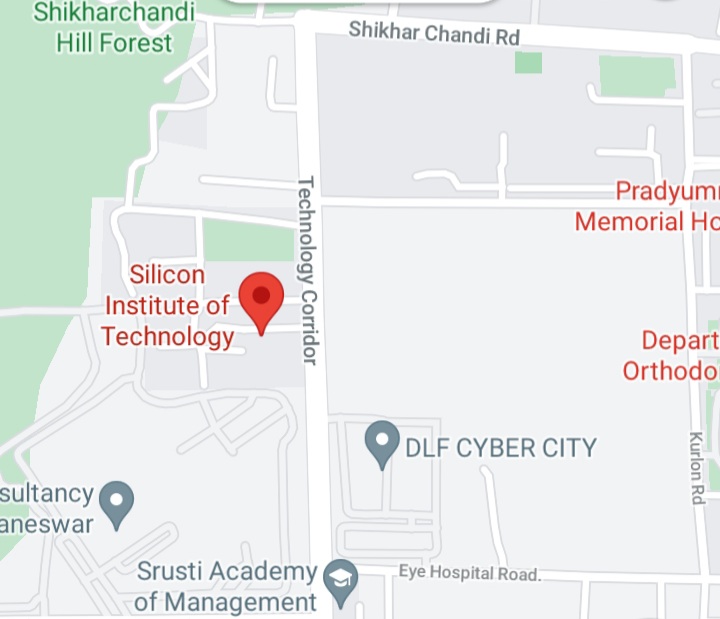 Shikharchandi
Hill Forest
Shikhar Chandi Rd
Technology Corridor
Pradyum
Memorial Ho
Silicon
Institute of
Technology
Depart
Orthodo
DLF CYBER CITY
Kurlon Rd
sultancy
aneswar
Srusti Academy
of Management
Eye Hospital Road.